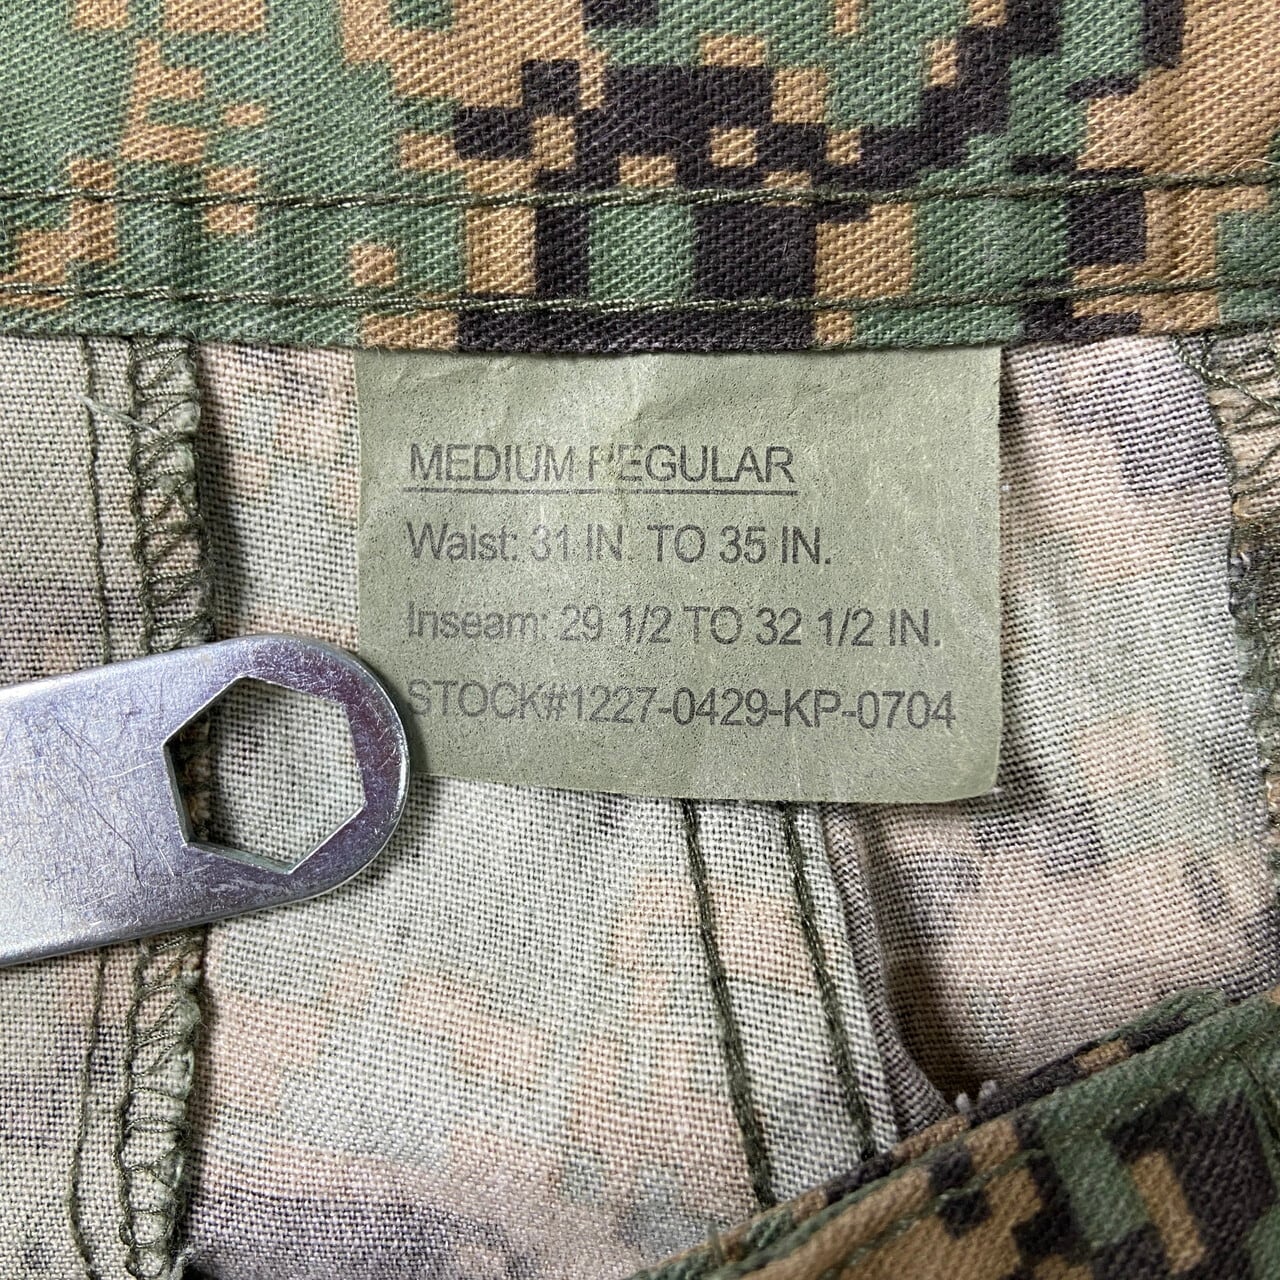 MEDIUM REGULAR
Waist: 31 IN. TO 35 IN.
Inseam: 29 1/2 TO 32 1/2 IN.
STOCK#1227-0429-KP-0704